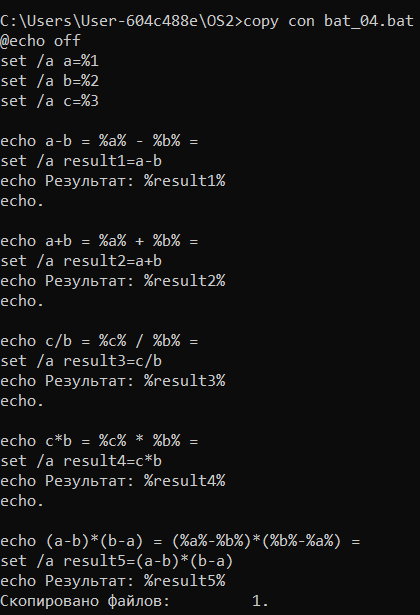 C:\Users\User-604c488e\OS2>copy con bat_04.bat
@echo off
set /a a=%1
set /a b=%2
set /a c=%3
echo a-b = %a% - %b% =
set /a result1=a-b
echo Результат: %result1%
echo.
echo a+b = %a% + %b% =
set /a result2=a+b
echo Результат: %result2%
echo.
echo c/b = %c% / %b% =
set /a result3=c/b
echo Результат: %result3%
echo.
echo c*b = %c% * %b% =
set /a result4=c*b
echo Результат: %result4%
echo.
echo (a-b)*(b-a) = (%a%-%b%)*(%b%-%a%) =
set /a result5=(a-b)*(b-a)
echo Результат: %result5%
Скопировано файлов:         1.